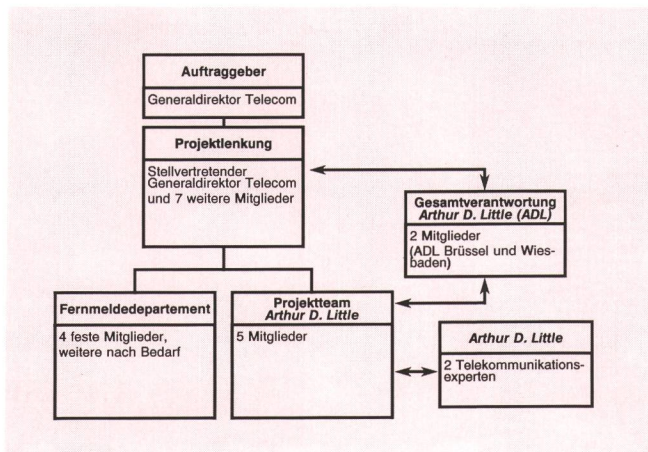 Auftraggeber
Generaldirektor Telecom
Projektlenkung
Stellvertretender
Generaldirektor Telecom
und 7 weitere Mitglieder
Gesamtverantwortung
Arthur D. Little (ADL)
2 Mitglieder
(ADL Brüssel und Wies-
baden)
Fernmeldedepartement
4 feste Mitglieder,
weitere nach Bedarf
Projektteam
Arthur D. Little
5 Mitglieder
Arthur D. Little
2 Telekommunikations-
experten